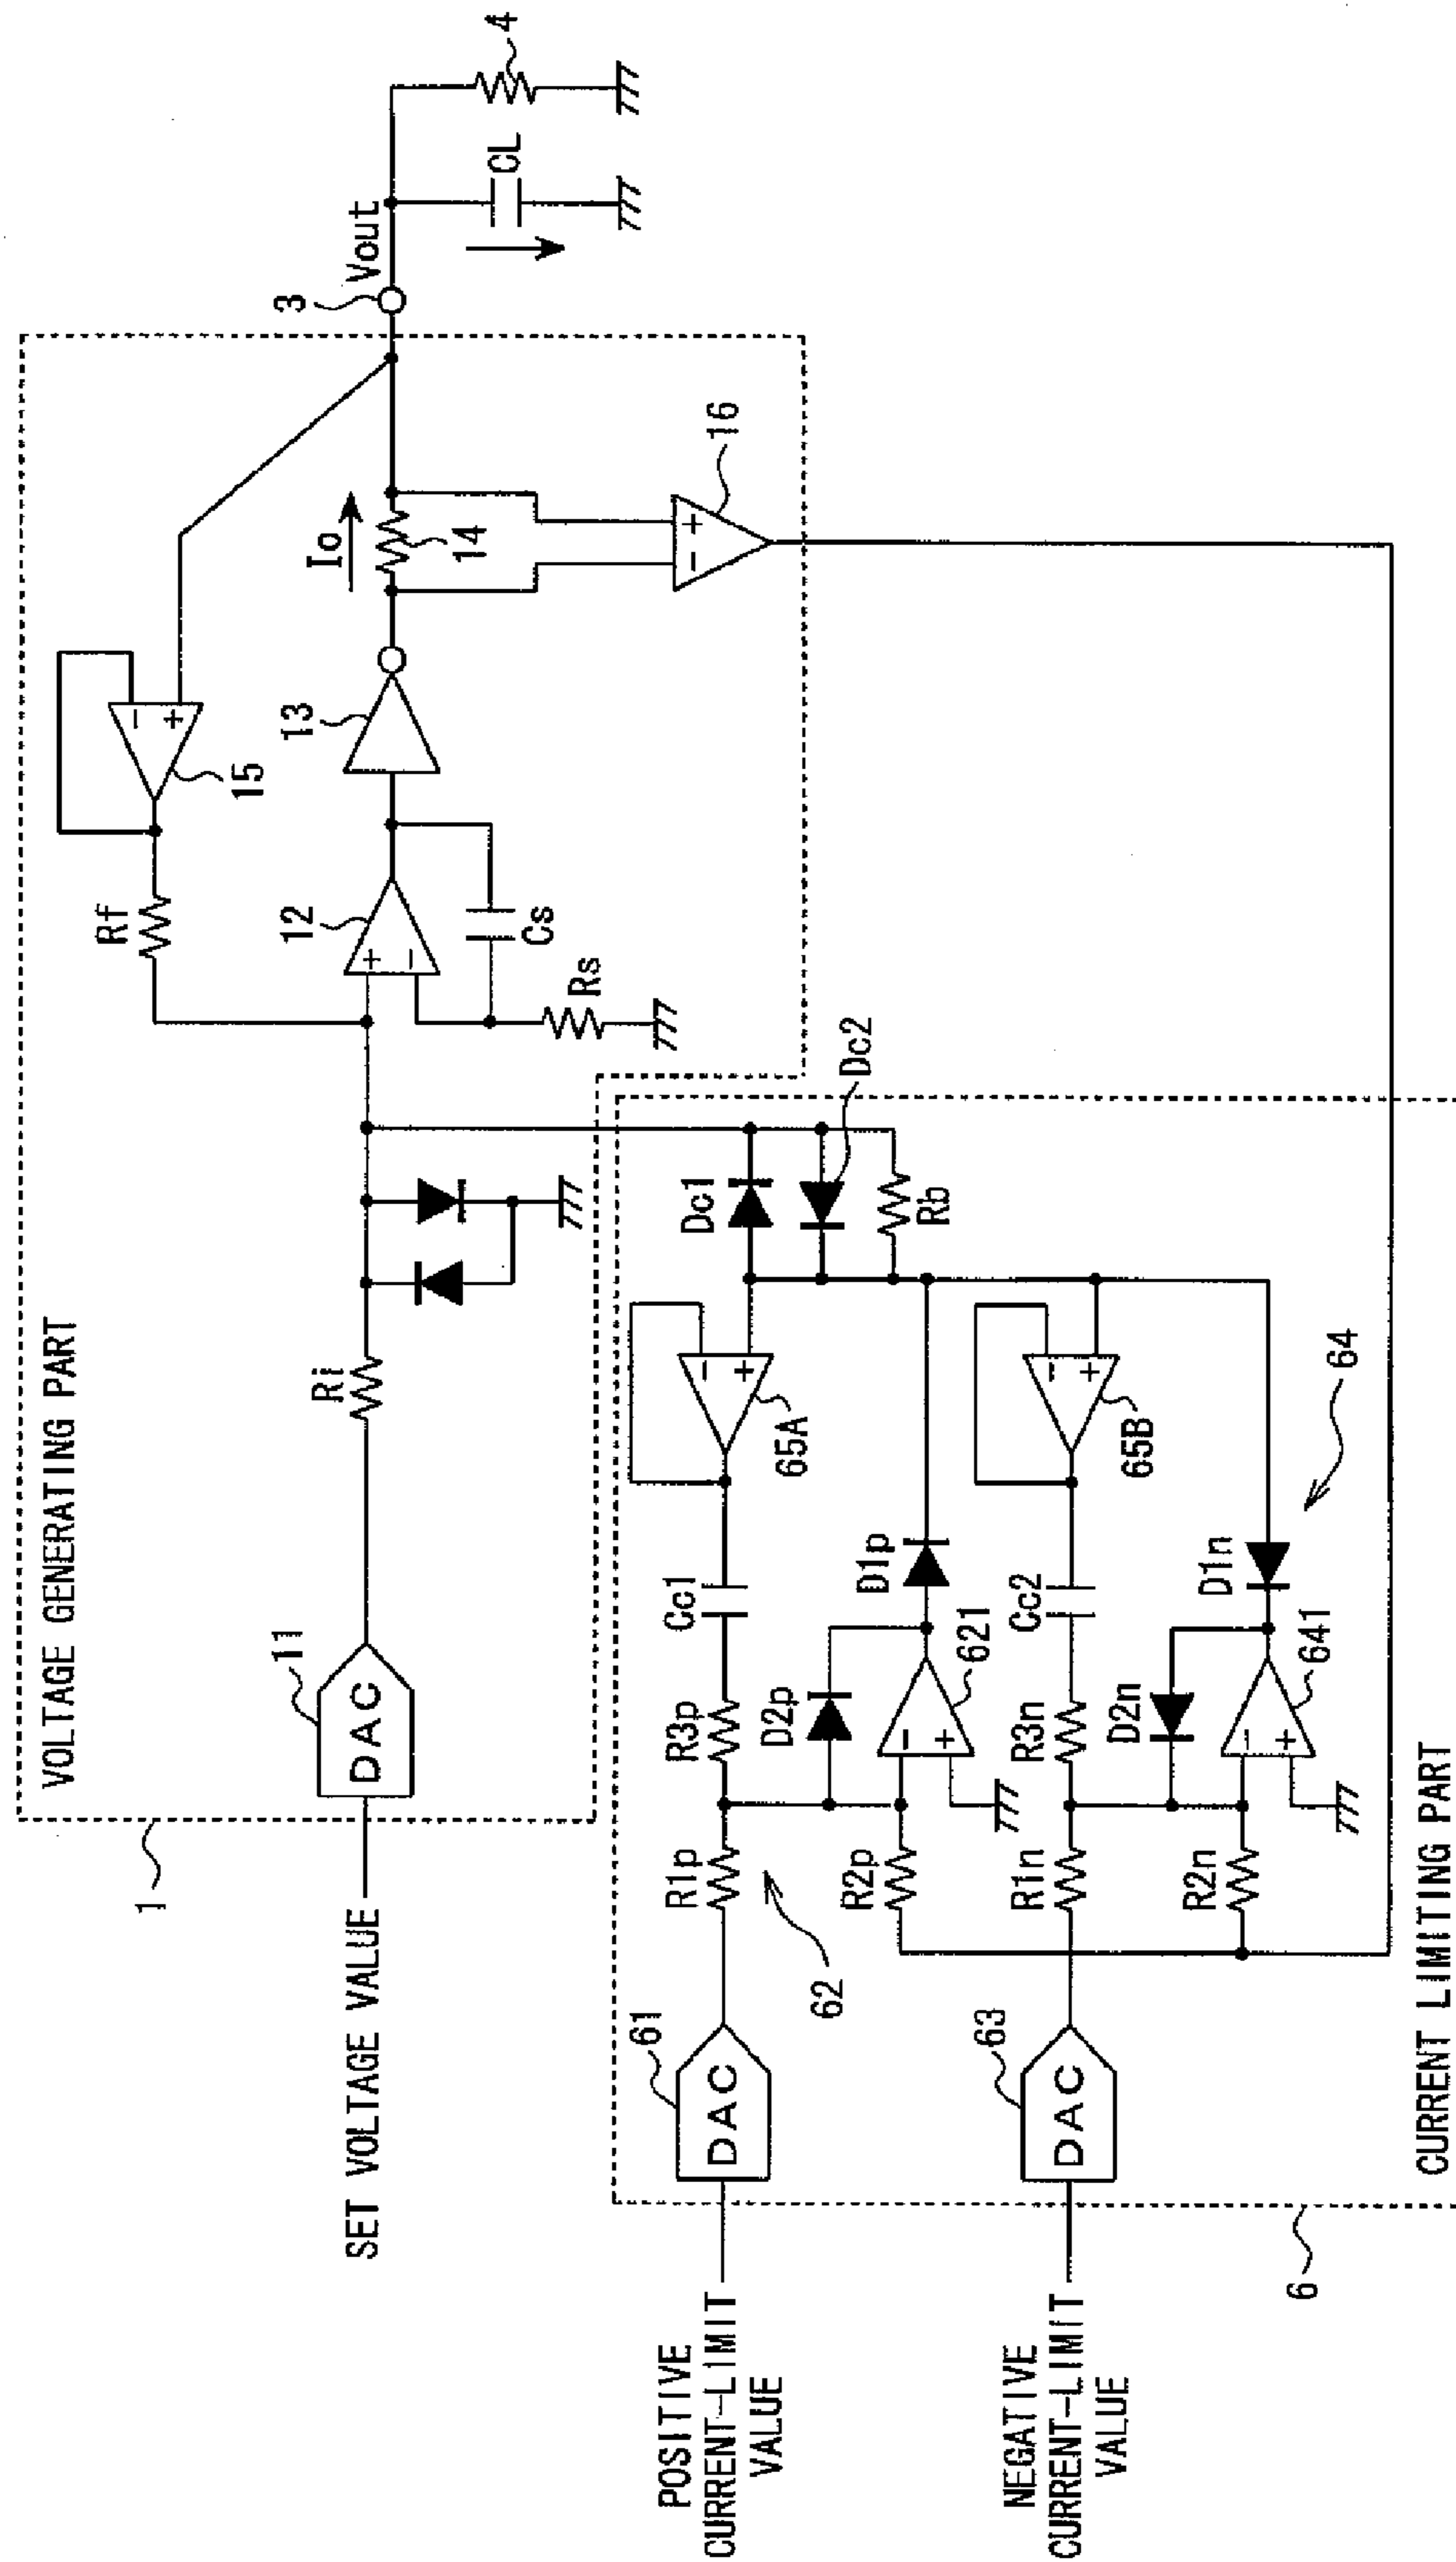 VOLTAGE GENERATING PART
1
SET VOLTAGE VALUE
DAC
11
Ri
Rf
15
-
+
12
+
-
Cs
Rs
13
Io
14
16
-
+
3
Vout
CL
4
POSITIVE
CURRENT-LIMIT
VALUE
DAC
61
R1p
62
R3p
Cc1
65A
-
+
Dc1
Dc2
Rb
D2p
R2p
-
+
621
D1p
NEGATIVE
CURRENT-LIMIT
VALUE
DAC
63
R1n
R3n
Cc2
65B
-
+
D2n
R2n
-
+
641
D1n
64
6
CURRENT LIMITING PART